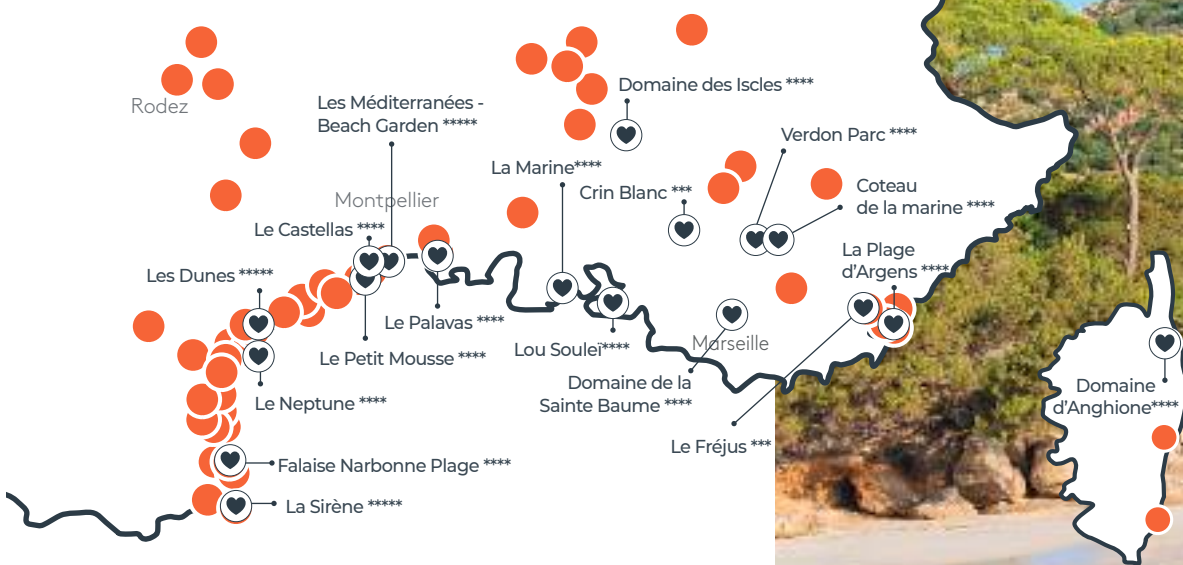 Domaine des Iscles ****
Rodez
Les Méditerranées -
Beach Garden *****
Verdon Parc ****
La Marine****
Crin Blanc ***
Coteau
de la marine ****
Montpellier
Le Castellas ****
La Plage
d'Argens ****
Les Dunes *****
Le Palavas ****
Lou Souleï****
Marseille
Le Petit Mousse ****
Domaine de la
Sainte Baume ****
Domaine
d'Anghione****
Le Neptune ****
Le Fréjus ***
Falaise Narbonne Plage ****
La Sirène *****